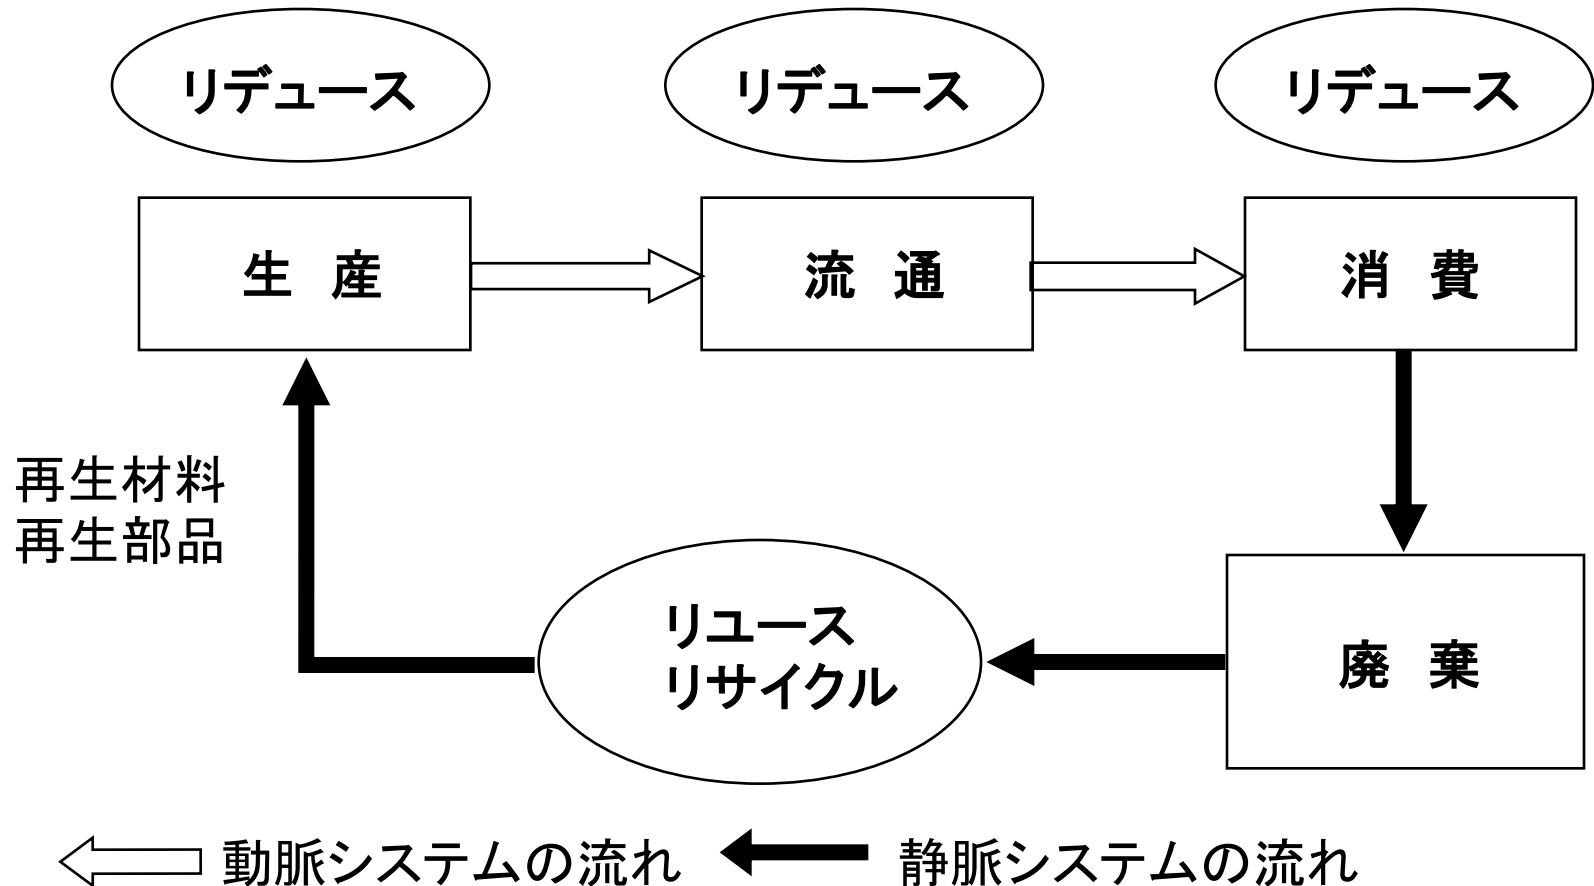 リデュース
リデュース
リデュース
生 産
流 通
消 費
再生材料
再生部品
リユース
リサイクル
廃 棄
動脈システムの流れ
静脈システムの流れ